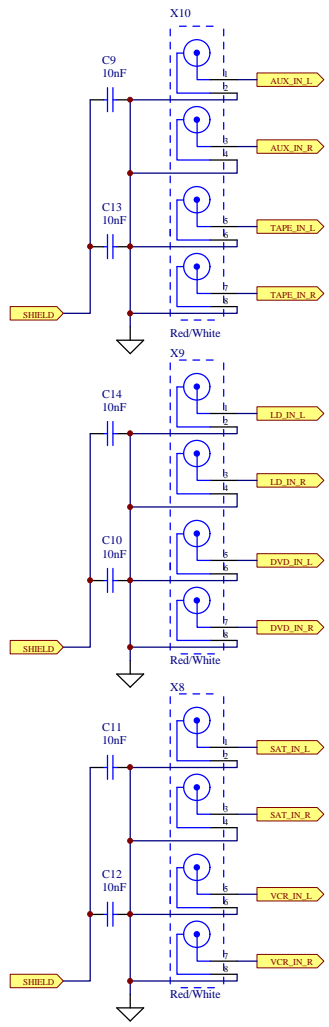 X10
C9
10nF
1
AUX_IN_L
2
3
AUX_IN_R
4
C13
10nF
5
TAPE_IN_L
6
7
TAPE_IN_R
8
SHIELD
Red/White
X9
C14
10nF
1
LD_IN_L
2
3
LD_IN_R
4
C10
10nF
5
DVD_IN_L
6
7
DVD_IN_R
8
SHIELD
Red/White
X8
C11
10nF
1
SAT_IN_L
2
3
SAT_IN_R
4
C12
10nF
5
VCR_IN_L
6
7
VCR_IN_R
8
SHIELD
Red/White